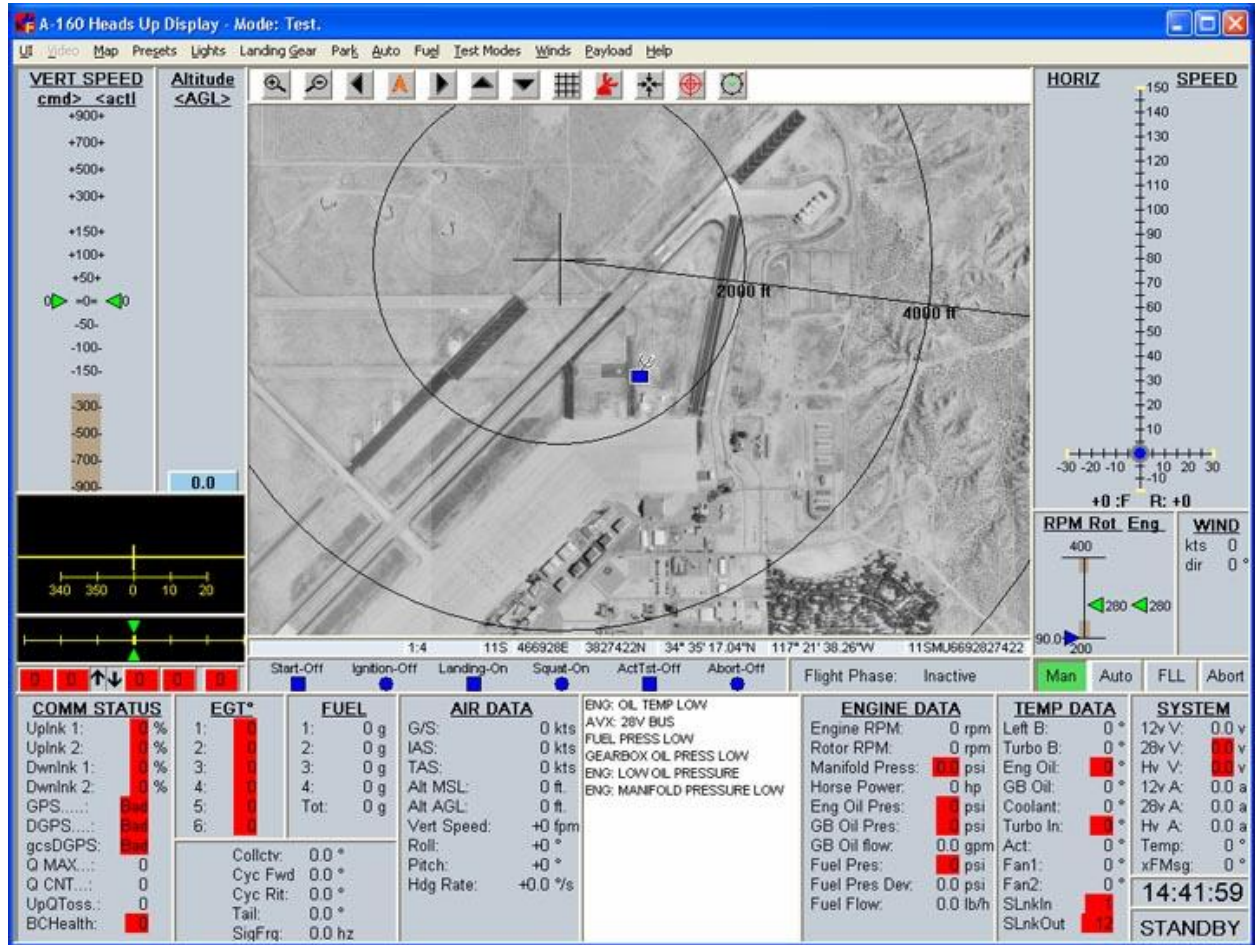 A-160 Heads Up Display - Mode: Test.
UI Video Map Presets Lights Landing Gear Park Auto Fuel Test Modes Winds Payload Help
VERT SPEED
cmd> <actl
+900+
+700+
+500+
+300+
+150+
+100+
+50+
0 =0= 0
-50-
-100-
-150-
-300-
-500-
-700-
-900-
Altitude
<AGL>
0.0
2000 ft
4000 ft
HORIZ SPEED
150
140
130
120
110
100
90
80
70
60
50
40
30
20
10
-30 -20 -10 10 20 30
-10
+0 :F R: +0
RPM Rot Eng
400
280 280
90.0
200
WIND
kts 0
dir 0 °
340 350 0 10 20
0 0 0 0 0
1:4 11S 466928E 3827422N 34° 35' 17.04"N 117° 21' 38.26"W 11SMU6692827422
Start-Off Ignition-Off Landing-On Squat-On ActTst-Off Abort-Off
Flight Phase: Inactive
Man Auto FLL Abort
COMM STATUS
Uplnk 1: 0 %
Uplnk 2: 0 %
Dwnlnk 1: 0 %
Dwnlnk 2: 0 %
GPS.....: Bad
DGPS....: Bad
gcsDGPS: Bad
Q MAX...: 0
Q CNT...: 0
UpQToss.: 0
BCHealth: 0
EGT°
1: 0
2: 0
3: 0
4: 0
5: 0
6: 0
FUEL
1: 0 g
2: 0 g
3: 0 g
4: 0 g
Tot: 0 g
Collctv: 0.0 °
Cyc Fwd 0.0 °
Cyc Rit: 0.0 °
Tail: 0.0 °
SigFrq: 0.0 hz
AIR DATA
G/S: 0 kts
IAS: 0 kts
TAS: 0 kts
Alt MSL: 0 ft.
Alt AGL: 0 ft.
Vert Speed: +0 fpm
Roll: +0 °
Pitch: +0 °
Hdg Rate: +0.0 °/s
ENG: OIL TEMP LOW
AVX: 28V BUS
FUEL PRESS LOW
GEARBOX OIL PRESS LOW
ENG: LOW OIL PRESSURE
ENG: MANIFOLD PRESSURE LOW
ENGINE DATA
Engine RPM: 0 rpm
Rotor RPM: 0 rpm
Manifold Press: 0.0 psi
Horse Power: 0 hp
Eng Oil Pres: 0 psi
GB Oil Pres: 0 psi
GB Oil flow: 0.0 gpm
Fuel Pres: 0 psi
Fuel Pres Dev: 0.0 psi
Fuel Flow: 0.0 lb/h
TEMP DATA
Left B: 0 °
Turbo B: 0 °
Eng Oil: 0 °
GB Oil: 0 °
Coolant: 0 °
Turbo In: 0 °
Act: 0 °
Fan1: 0 °
Fan2: 0 °
SLnkIn 1
SLnkOut 12
SYSTEM
12v V: 0.0 v
28v V: 0.0 v
Hv V: 0.0 v
12v A: 0.0 a
28v A: 0.0 a
Hv A: 0.0 a
Temp: 0 °
xFMsg: 0 °
14:41:59
STANDBY